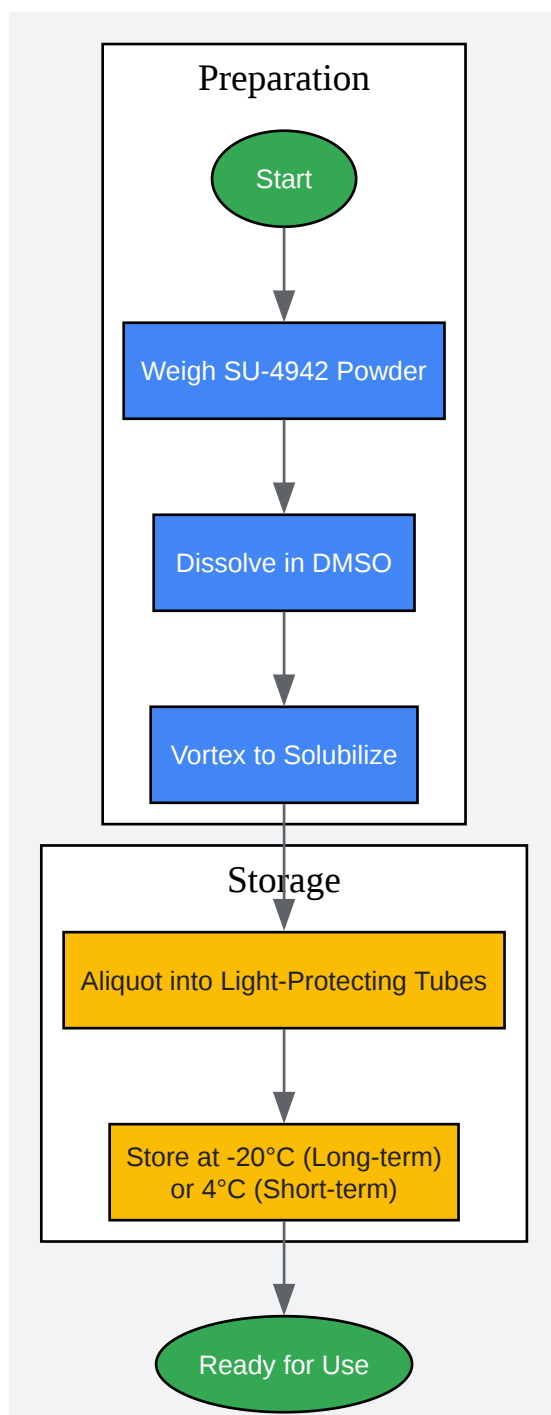 Preparation
Start
Weigh SU-4942 Powder
Dissolve in DMSO
Vortex to Solubilize
Storage
Aliquot into Light-Protecting Tubes
Store at -20°C (Long-term)
or 4°C (Short-term)
Ready for Use